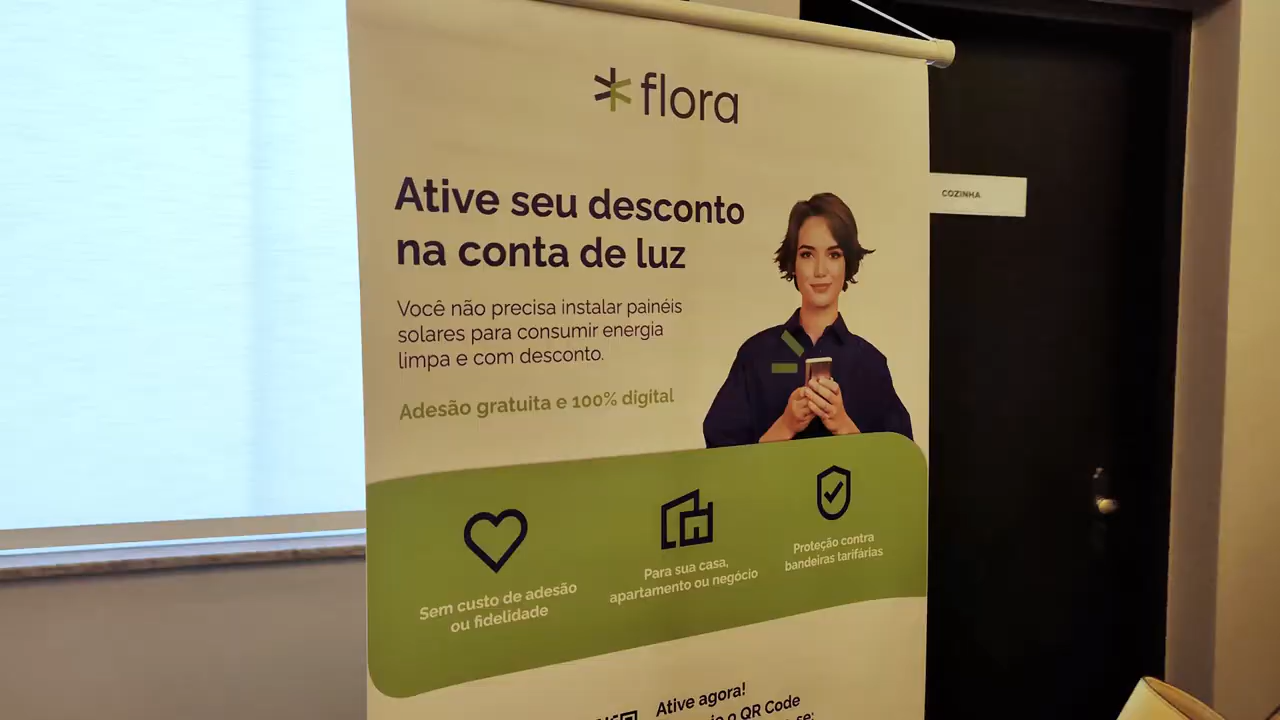 flora
Ative seu desconto
na conta de luz
Você não precisa instalar painéis
solares para consumir energia
limpa e com desconto.
Adesão gratuita e 100% digital
Sem custo de adesão
ou fidelidade
Para sua casa,
apartamento ou negócio
Proteção contra
bandeiras tarifárias
Ative agora!
o QR Code
COZINHA